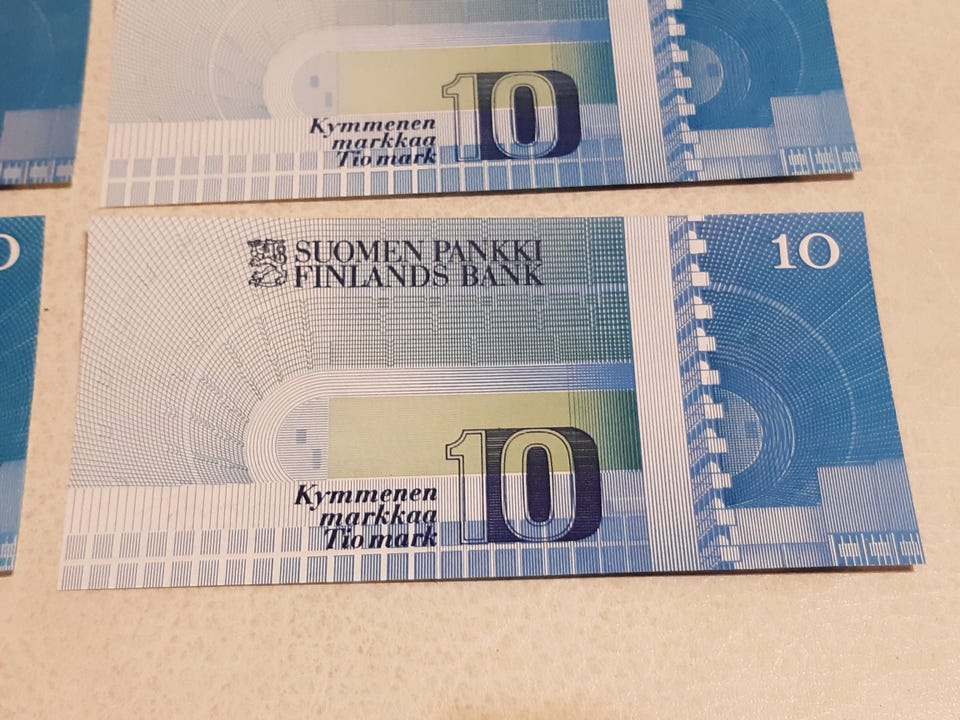 10
Kymmenen
markkaa
Tio mark
SUOMEN PANKKI
FINLANDS BANK
10
10
Kymmenen
markkaa
Tio mark